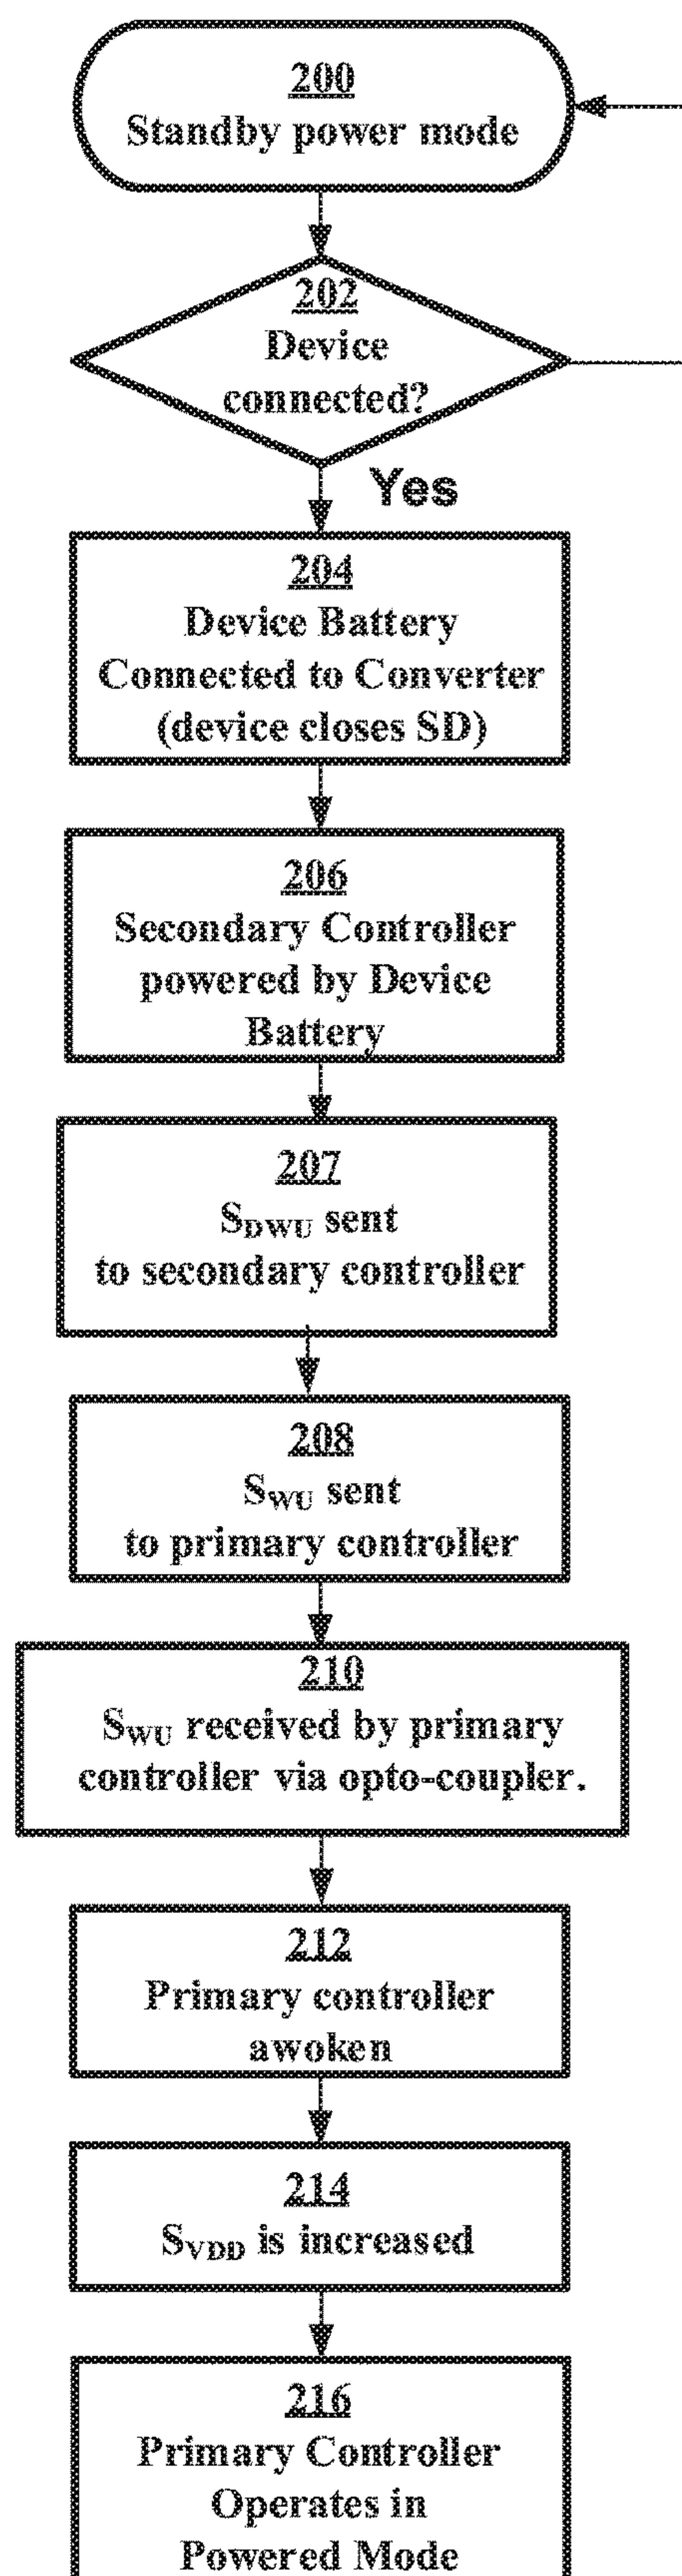 200
Standby power mode
202
Device
connected?
Yes
204
Device Battery
Connected to Converter
(device closes SD)
206
Secondary Controller
powered by Device
Battery
207
SDWU sent
to secondary controller
208
SWU sent
to primary controller
210
SWU received by primary
controller via opto-coupler.
212
Primary controller
awoken
214
SVDD is increased
216
Primary Controller
Operates in
Powered Mode